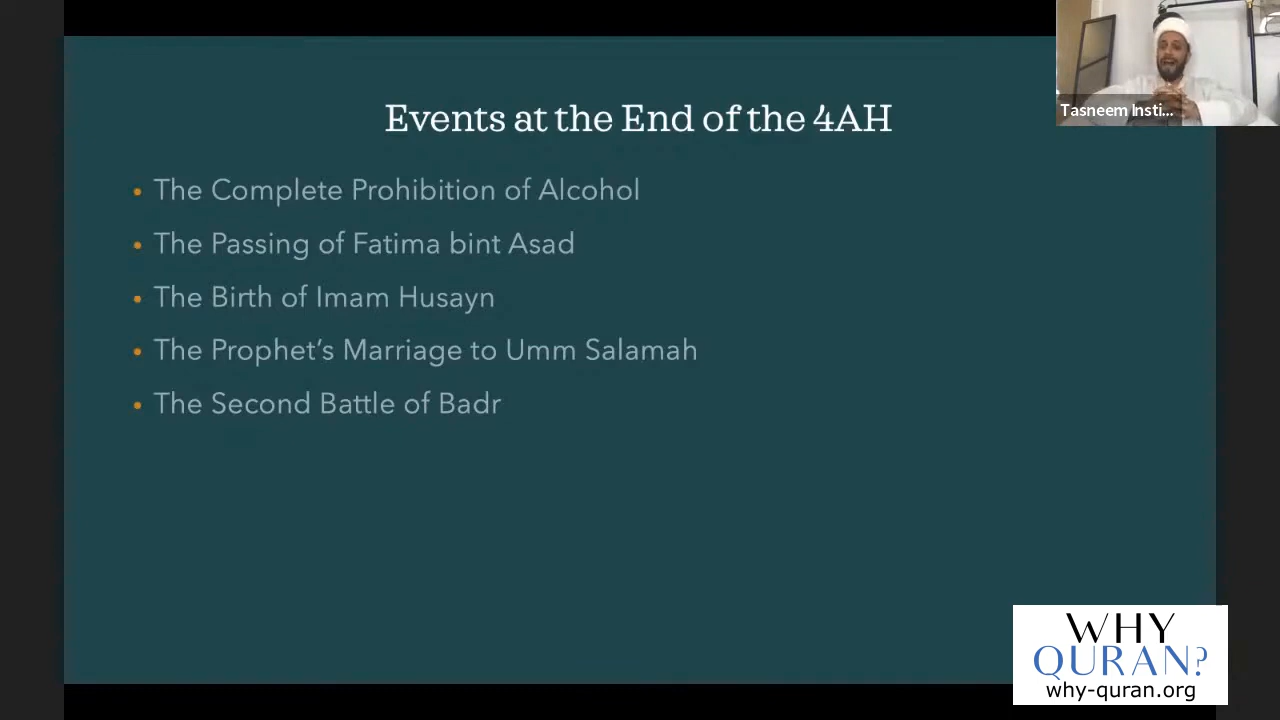 Events at the End of the 4AH
• The Complete Prohibition of Alcohol
• The Passing of Fatima bint Asad
• The Birth of Imam Husayn
• The Prophet’s Marriage to Umm Salamah
• The Second Battle of Badr
Tasneem Insti...
WHY
QURAN?
why-quran.org